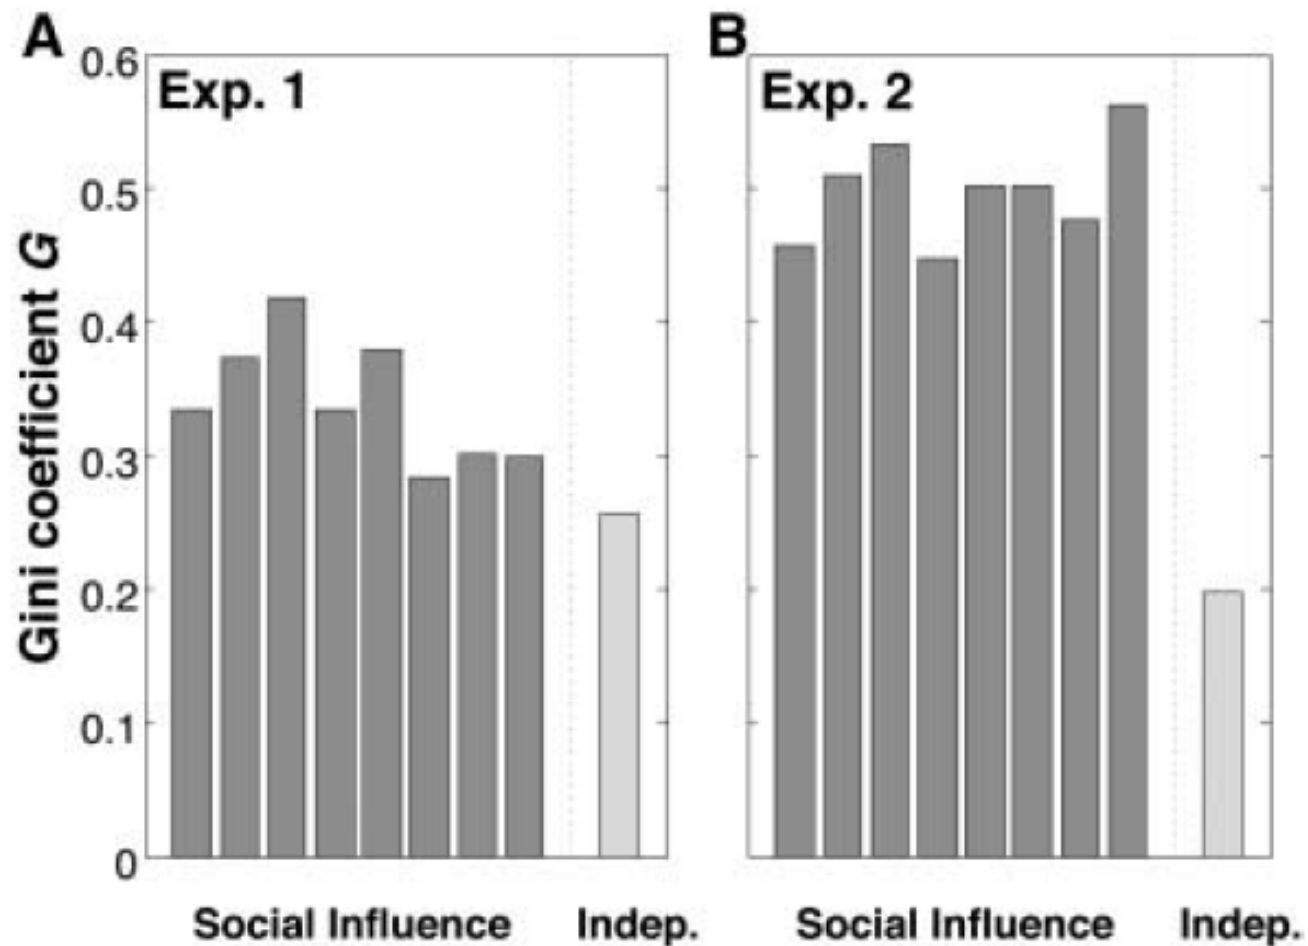 A
B
Exp. 1
Exp. 2
Gini coefficient G
0.6
0.5
0.4
0.3
0.2
0.1
0
Social Influence
Indep.
Social Influence
Indep.